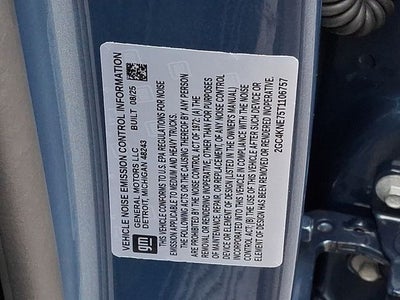 VEHICLE NOISE EMISSION CONTROL INFORMATION
gm
GENERAL MOTORS LLC
DETROIT, MICHIGAN 48243
BUILT 08/25
THIS VEHICLE CONFORMS TO U.S. EPA REGULATIONS FOR NOISE
EMISSION APPLICABLE TO MEDIUM AND HEAVY TRUCKS.
THE FOLLOWING ACTS OR THE CAUSING THEREOF BY ANY PERSON
ARE PROHIBITED BY THE NOISE CONTROL ACT OF 1972: (A) THE
REMOVAL OR RENDERING INOPERATIVE, OTHER THAN FOR PURPOSES
OF MAINTENANCE, REPAIR, OR REPLACEMENT, OF ANY NOISE CONTROL
DEVICE OR ELEMENT OF DESIGN (LISTED IN THE OWNER'S MANUAL)
INCORPORATED INTO THIS VEHICLE IN COMPLIANCE WITH THE NOISE
CONTROL ACT; (B) THE USE OF THIS VEHICLE AFTER SUCH DEVICE OR
ELEMENT OF DESIGN HAS BEEN REMOVED OR RENDERED INOPERATIVE.
2GC4KNE75T1106757